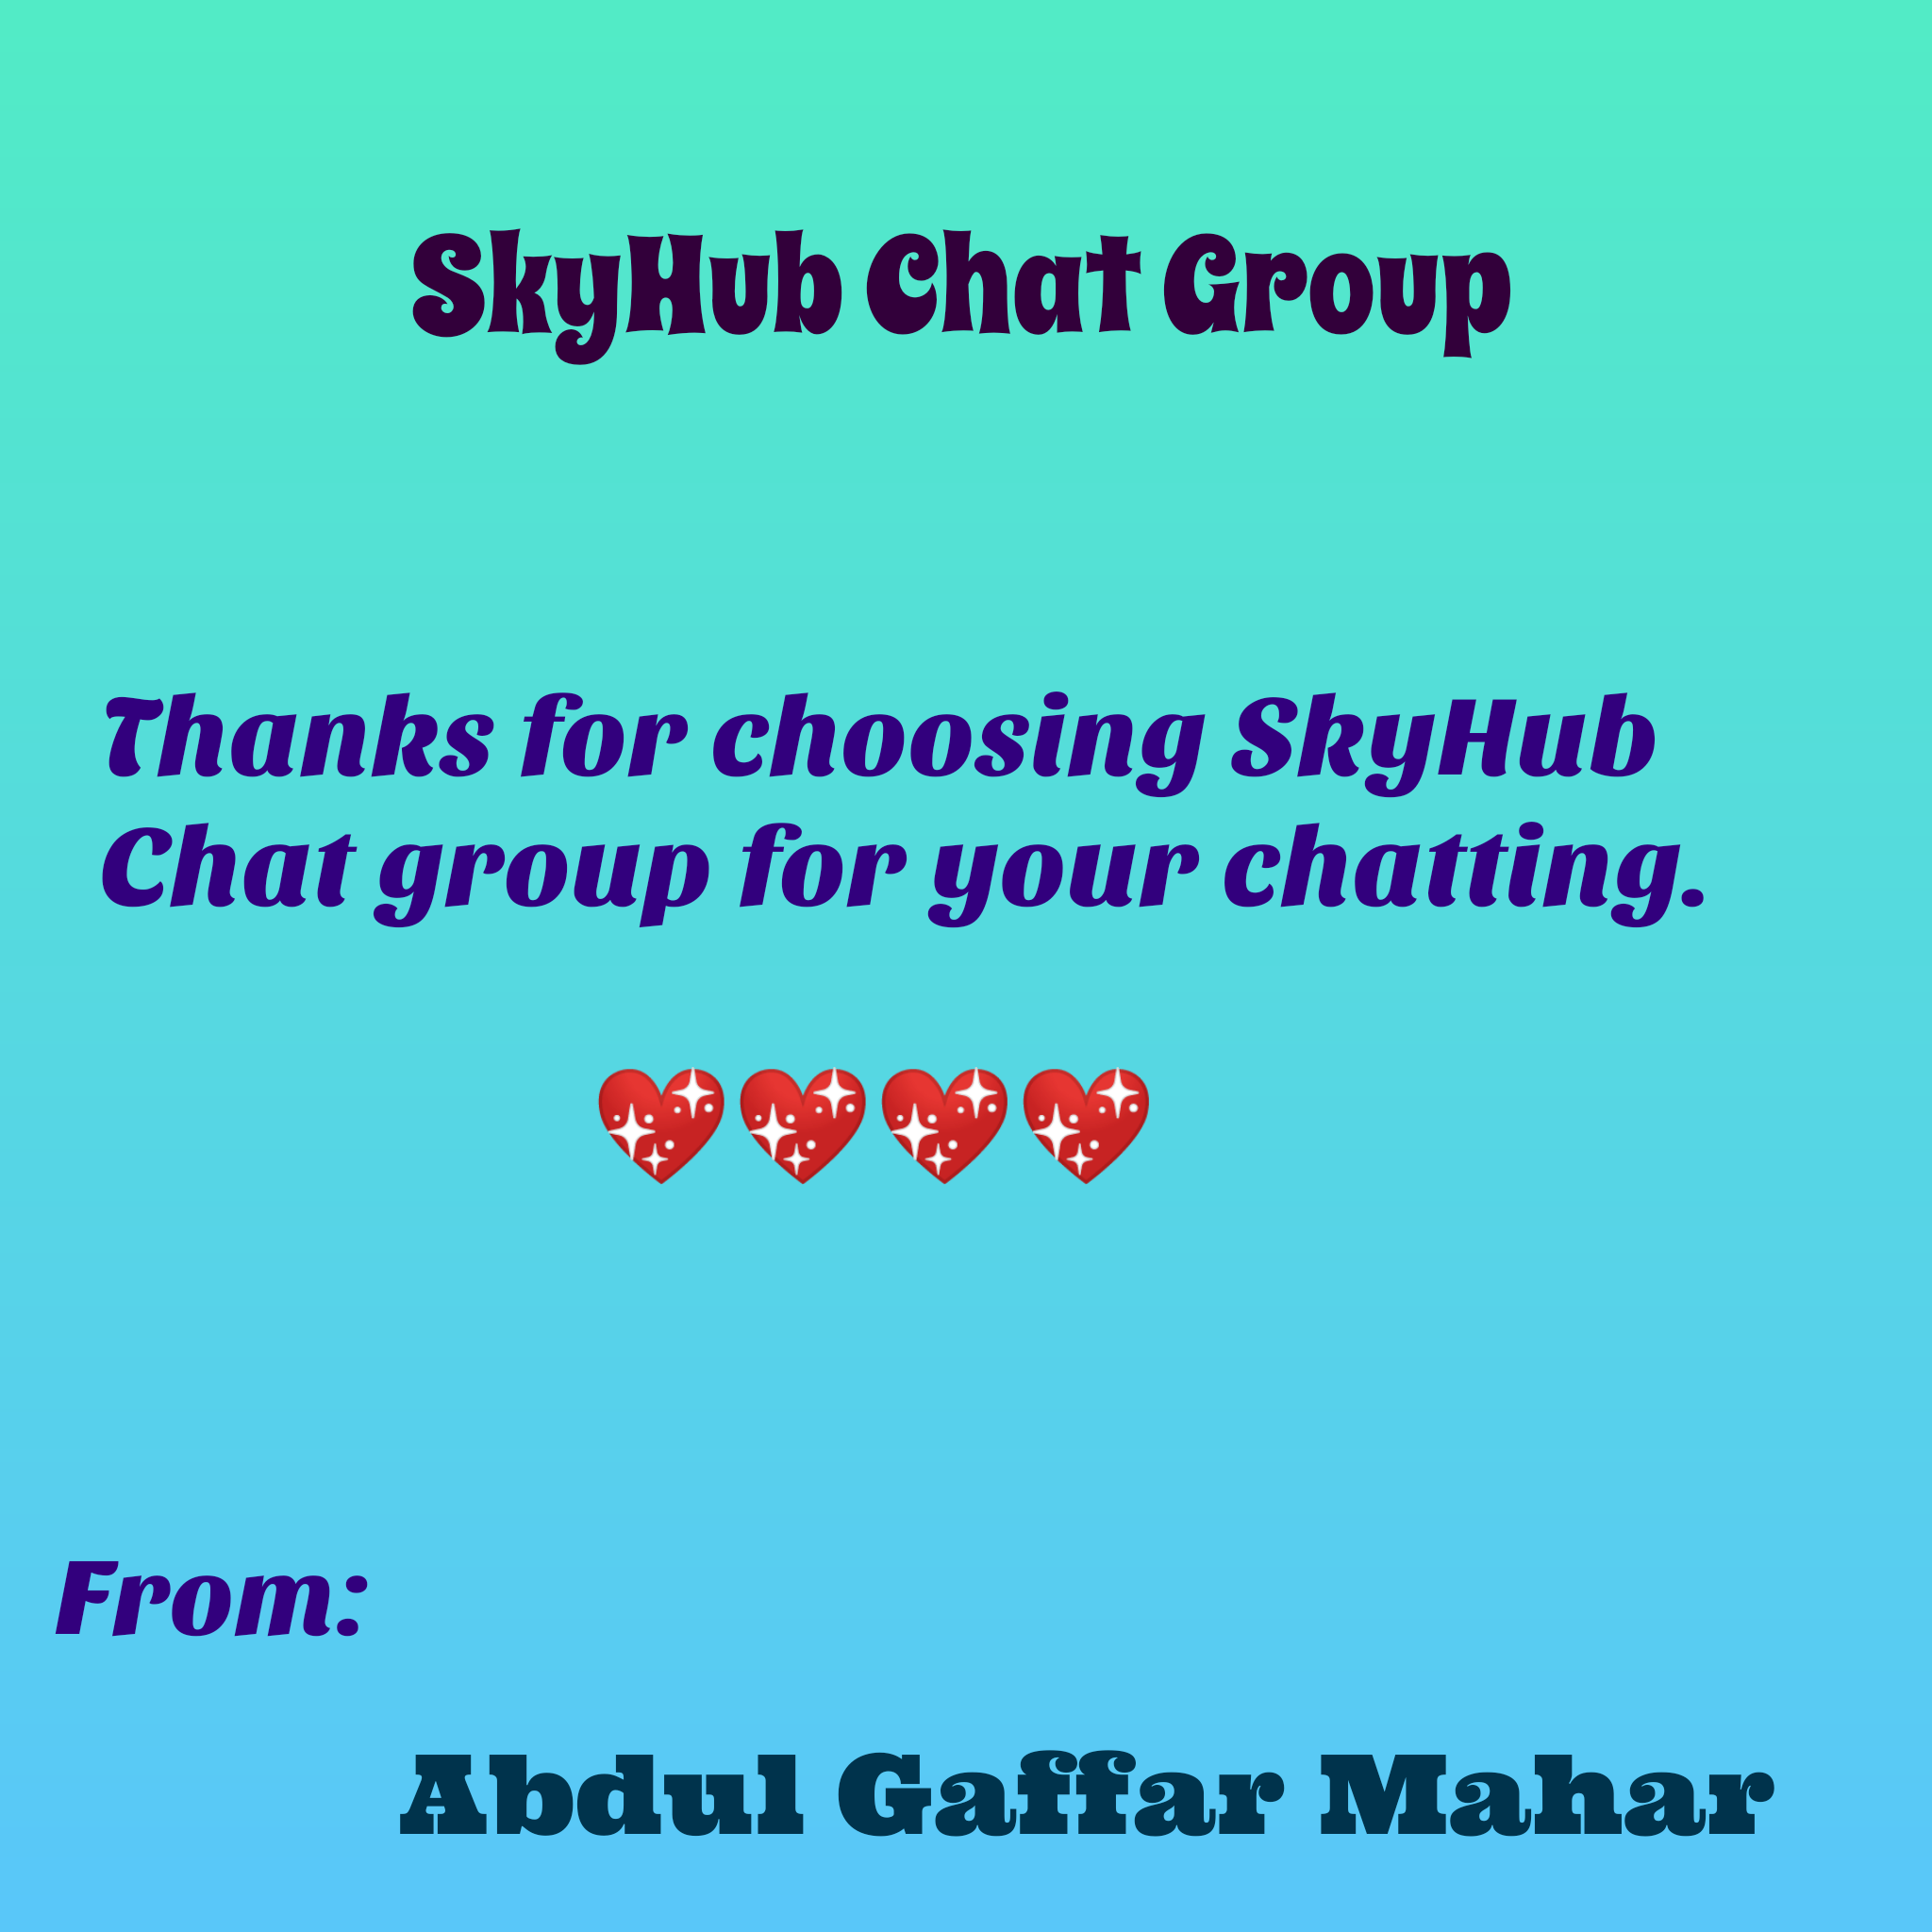 SkyHub Chat Group
Thanks for choosing SkyHub
Chat group for your chatting.
💖💖💖💖
From:
Abdul Gaffar Mahar